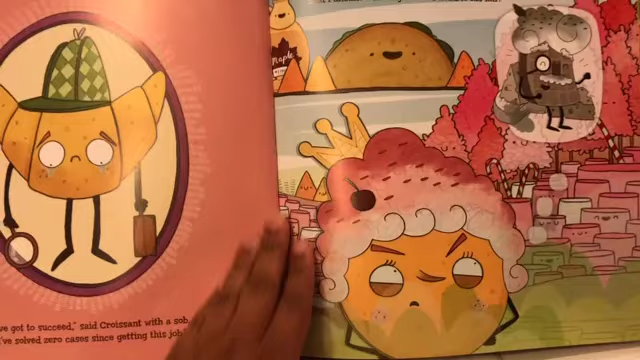 've got to succeed," said Croissant with a sob.
I've solved zero cases since getting this job."
Maple